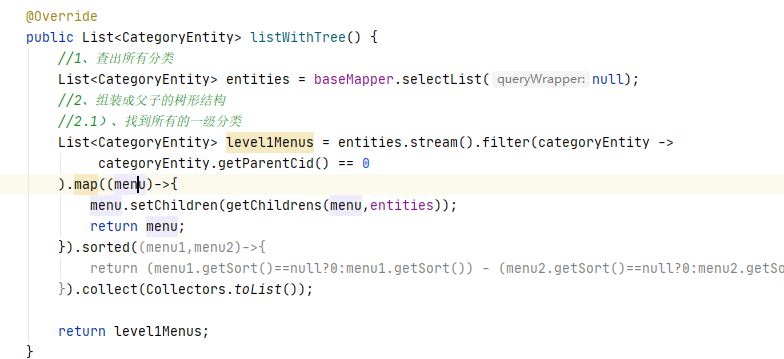 @Override
public List<CategoryEntity> listWithTree() {
//1、查出所有分类
List<CategoryEntity> entities = baseMapper.selectList( queryWrapper: null);
//2、组装成父子的树形结构
//2.1）、找到所有的一级分类
List<CategoryEntity> level1Menus = entities.stream().filter(categoryEntity ->
categoryEntity.getParentCid() == 0
).map((menu)->{
menu.setChildren(getChildrens(menu,entities));
return menu;
}).sorted((menu1,menu2)->{
return (menu1.getSort()==null?0:menu1.getSort()) - (menu2.getSort()==null?0:menu2.getSo
}).collect(Collectors.toList());
return level1Menus;
}